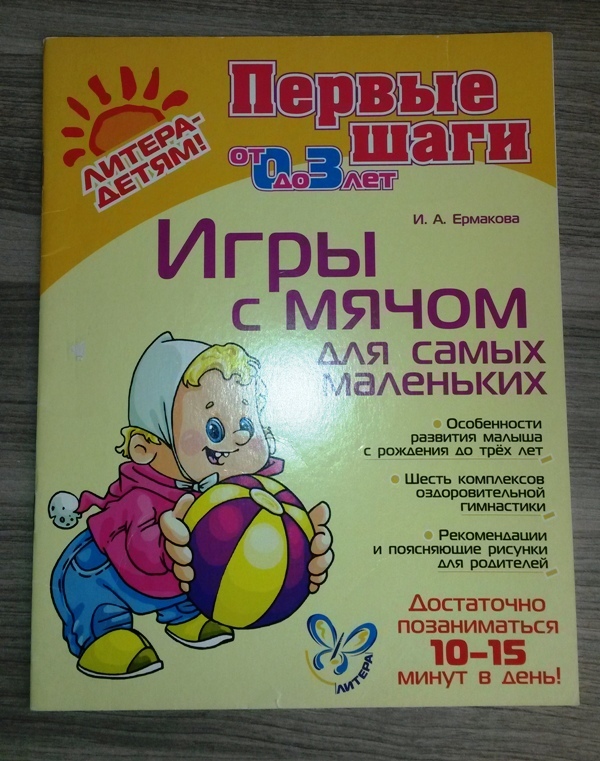 ЛИТЕРА-
ДЕТЯМ!
Первые
шаги
от 0 до 3 лет
И. А. Ермакова
Игры
с мячом
для самых
маленьких
• Особенности
развития малыша
с рождения до трёх лет
• Шесть комплексов
оздоровительной
гимнастики
• Рекомендации
и поясняющие рисунки
для родителей
Достаточно
позаниматься
10–15
минут в день!
ЛИТЕРА